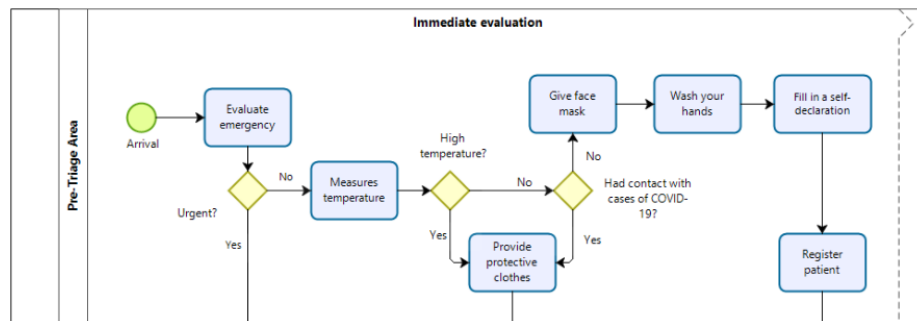 Immediate evaluation
Pre-Triage Area
Arrival
Evaluate
emergency
Urgent?
No
Yes
Measures
temperature
High
temperature?
No
Yes
Had contact with
cases of COVID-
19?
No
Yes
Provide
protective
clothes
Give face
mask
Wash your
hands
Fill in a self-
declaration
Register
patient